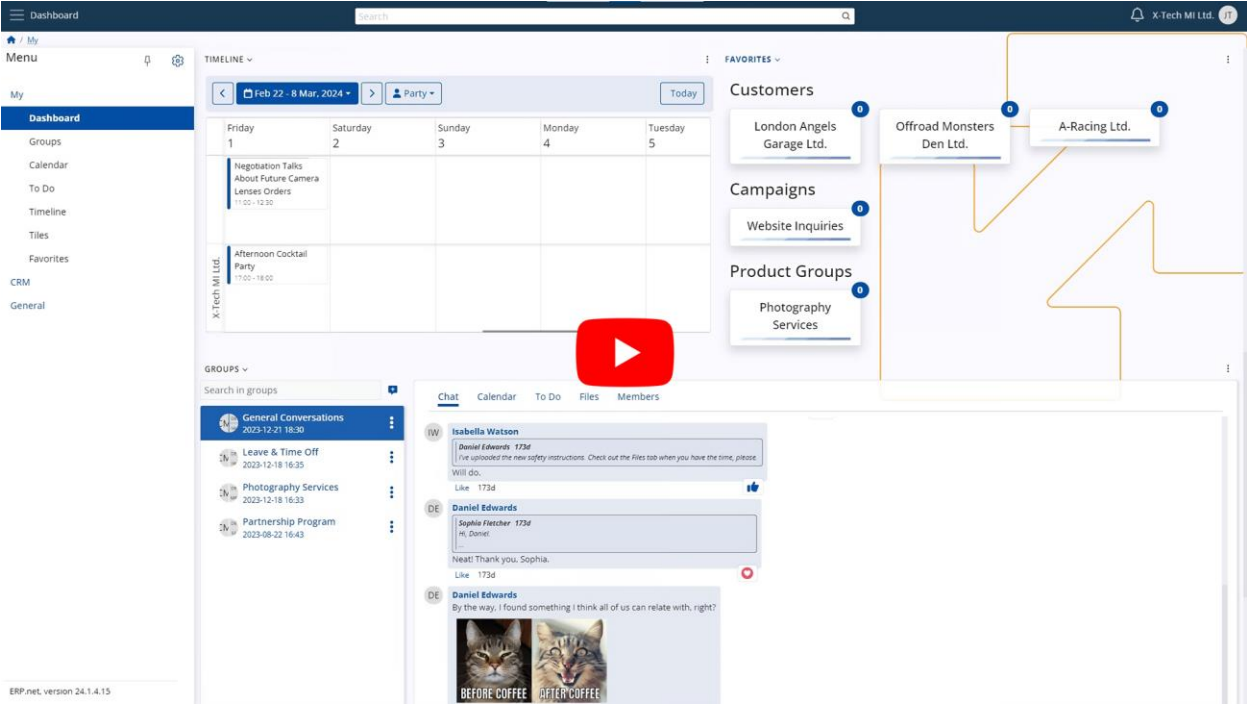 Dashboard
Search
X-Tech MI Ltd.
JT
/ My
Menu
My
Dashboard
Groups
Calendar
To Do
Timeline
Tiles
Favorites
CRM
General
ERP.net, version 24.1.4.15
TIMELINE
Feb 22 - 8 Mar, 2024
Party
Today
Friday Saturday Sunday Monday Tuesday
1 2 3 4 5
Negotiation Talks
About Future Camera
Lenses Orders
11:00 - 12:30
X-Tech MI Ltd.
Afternoon Cocktail
Party
17:00 - 18:00
FAVORITES
Customers
0
London Angels
Garage Ltd.
0
Offroad Monsters
Den Ltd.
0
A-Racing Ltd.
Campaigns
0
Website Inquiries
Product Groups
0
Photography
Services
GROUPS
Search in groups
General Conversations
2023-12-21 18:30
Leave & Time Off
2023-12-18 16:35
Photography Services
2023-12-18 16:33
Partnership Program
2023-08-22 16:43
Chat Calendar To Do Files Members
IW
Isabella Watson
Daniel Edwards 173d
I've uploaded the new safety instructions. Check out the Files tab when you have the time, please.
Will do.
Like 173d
DE
Daniel Edwards
Sophia Fletcher 173d
Hi, Daniel.
...
Neat! Thank you, Sophia.
Like 173d
DE
Daniel Edwards
By the way, I found something I think all of us can relate with, right?
BEFORE COFFEE AFTER COFFEE